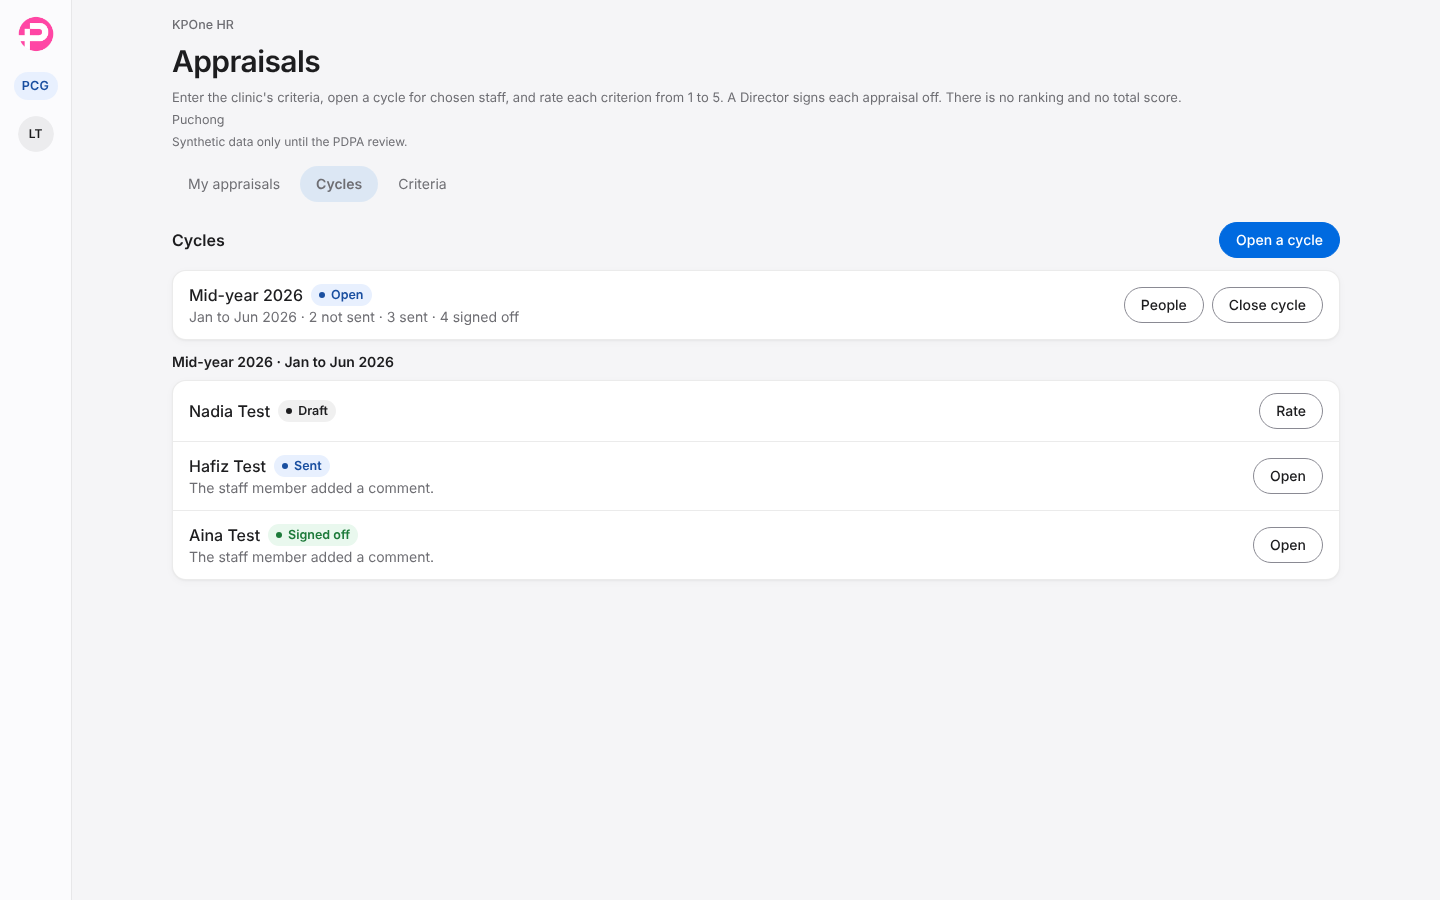 KPOne HR
PCG
LT
Appraisals
Enter the clinic's criteria, open a cycle for chosen staff, and rate each criterion from 1 to 5. A Director signs each appraisal off. There is no ranking and no total score.
Puchong
Synthetic data only until the PDPA review.
My appraisals Cycles Criteria
Cycles Open a cycle
Mid-year 2026 Open
Jan to Jun 2026 · 2 not sent · 3 sent · 4 signed off
People Close cycle
Mid-year 2026 · Jan to Jun 2026
Nadia Test Draft Rate
Hafiz Test Sent
The staff member added a comment.
Open
Aina Test Signed off
The staff member added a comment.
Open